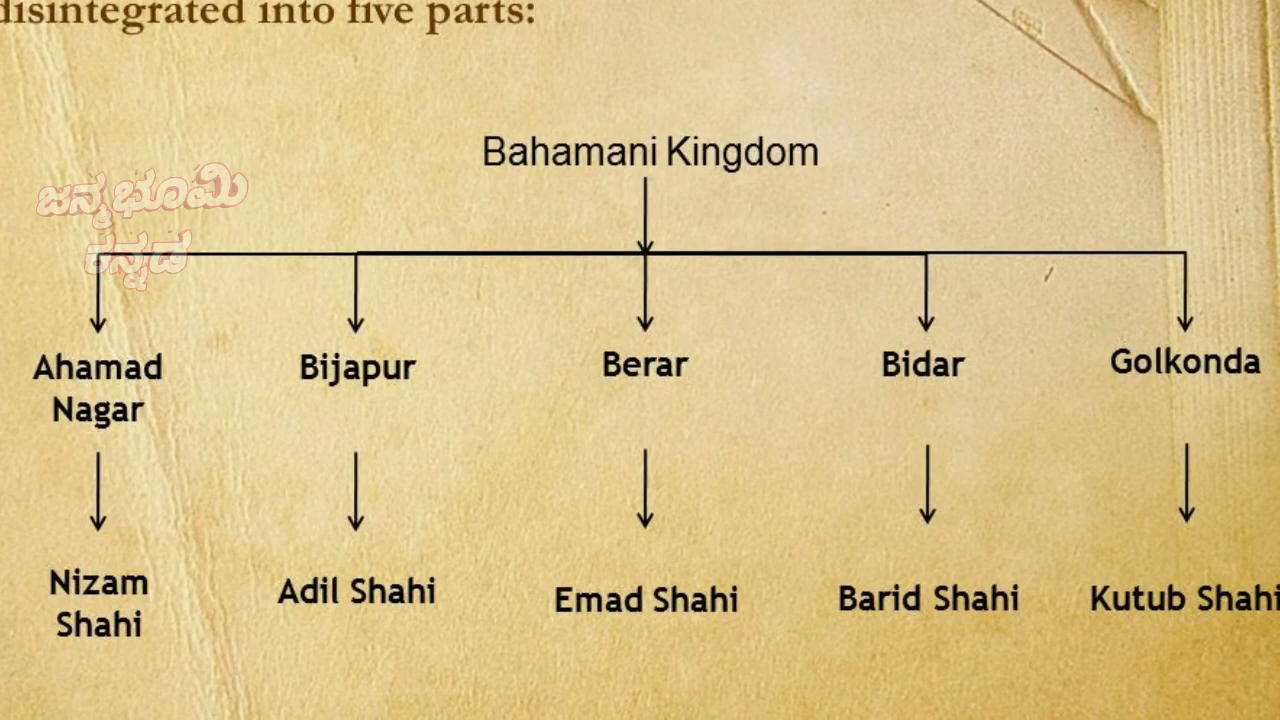 disintegrated into five parts:
Bahamani Kingdom
ಜನ್ಮಭೂಮಿ
ಕನ್ನಡ
Ahamad
Nagar
Bijapur
Berar
Bidar
Golkonda
Nizam
Shahi
Adil Shahi
Emad Shahi
Barid Shahi
Kutub Shahi